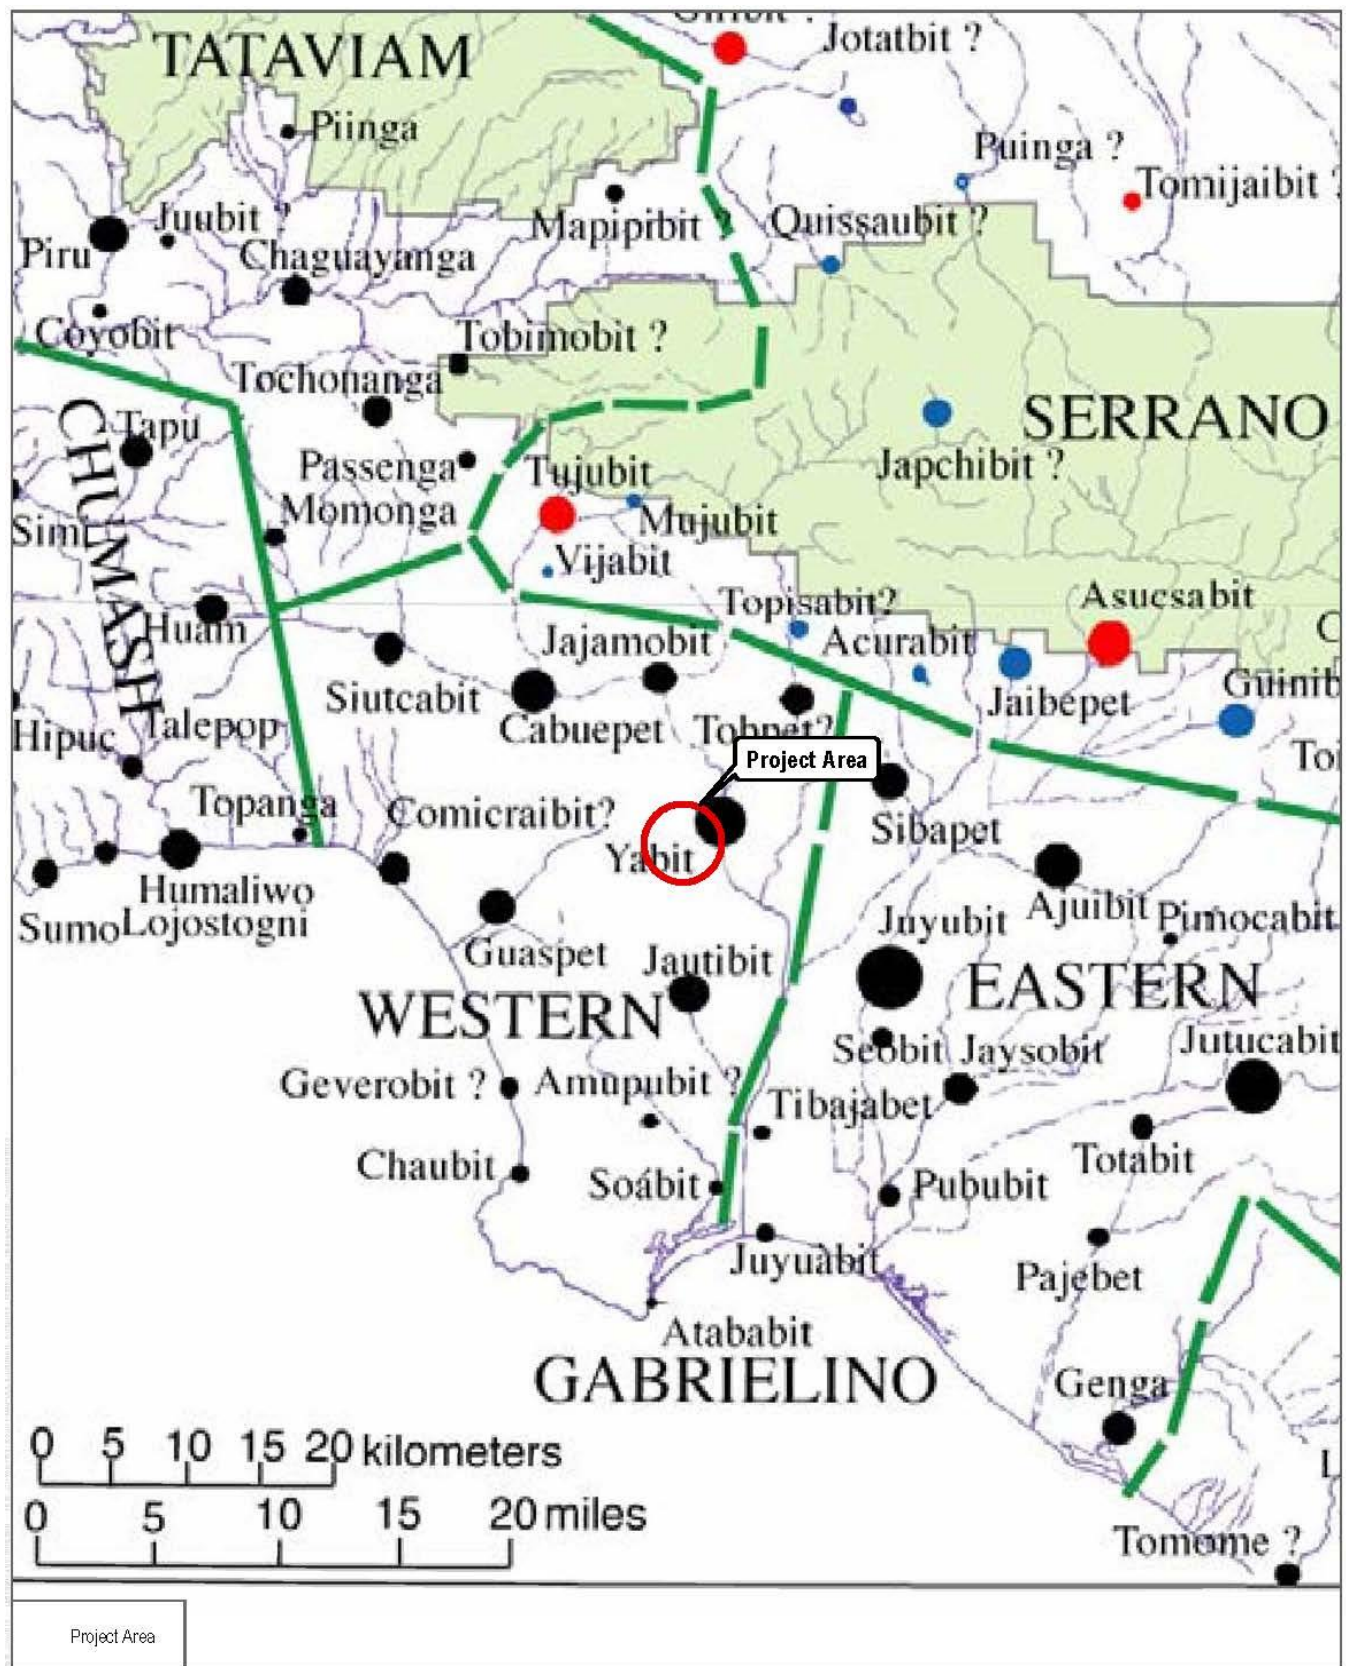 Jotatbit ?
TATAVIAM
Piinga
Puinga ?
Tomijaibit ?
Juubit ?
Mapipibit ?
Quissaubit ?
Piru
Chaguayanga
Coyobit
Tobimobit ?
Tochonanga
SERRANO
CHUMASH
Tapu
Passenga
Tujubit
Japchibit ?
Simi
Momonga
Mujubit
Vijabit
Topisabit?
Asucsabit
Huam
Jajamobit
Acurabit
Siutcabit
Guinib
Hipuc
Talepop
Cabuepet
Tobpet?
Jaibepet
Toi
Project Area
Topanga
Comicraibit?
Sibapet
Yabit
Humaliwo
Sumo
Lojostogni
Juyubit
Ajuibit
Pimocabit
Guaspet
Jautibit
WESTERN
EASTERN
Seobit
Jaysobit
Jutucabit
Geverobit ?
Amupubit ?
Tibajabet
Chaubit
Soábit
Pububit
Totabit
Juyuabit
Pajebet
Atababit
GABRIELINO
Genga
0 5 10 15 20 kilometers
0 5 10 15 20 miles
L
Tomome ?
Project Area